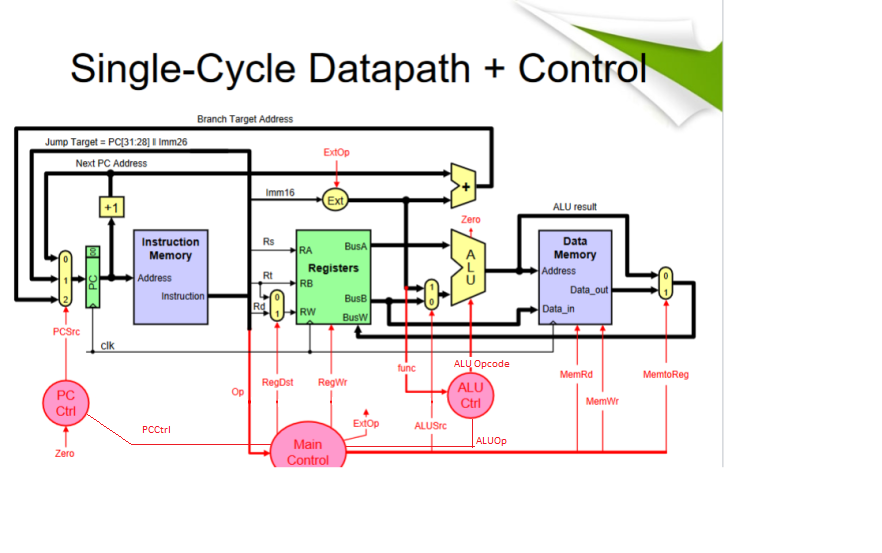 Single-Cycle Datapath + Control
Branch Target Address
Jump Target = PC[31:28] ‖ Imm26
Next PC Address
ExtOp
Imm16
Ext
+
+1
Zero
ALU result
Instruction
Memory
Address
Instruction
PC
00
0
1
2
Rs
Rt
Rd
0
1
RA
RB
RW
Registers
BusA
BusB
BusW
1
0
A
L
U
Data
Memory
Address
Data_out
Data_in
0
1
PCSrc
clk
Op
RegDst
RegWr
func
ALU Opcode
MemRd
MemtoReg
MemWr
PC
Ctrl
ALU
Ctrl
ExtOp
ALUSrc
PCCtrl
ALUOp
Zero
Main
Control